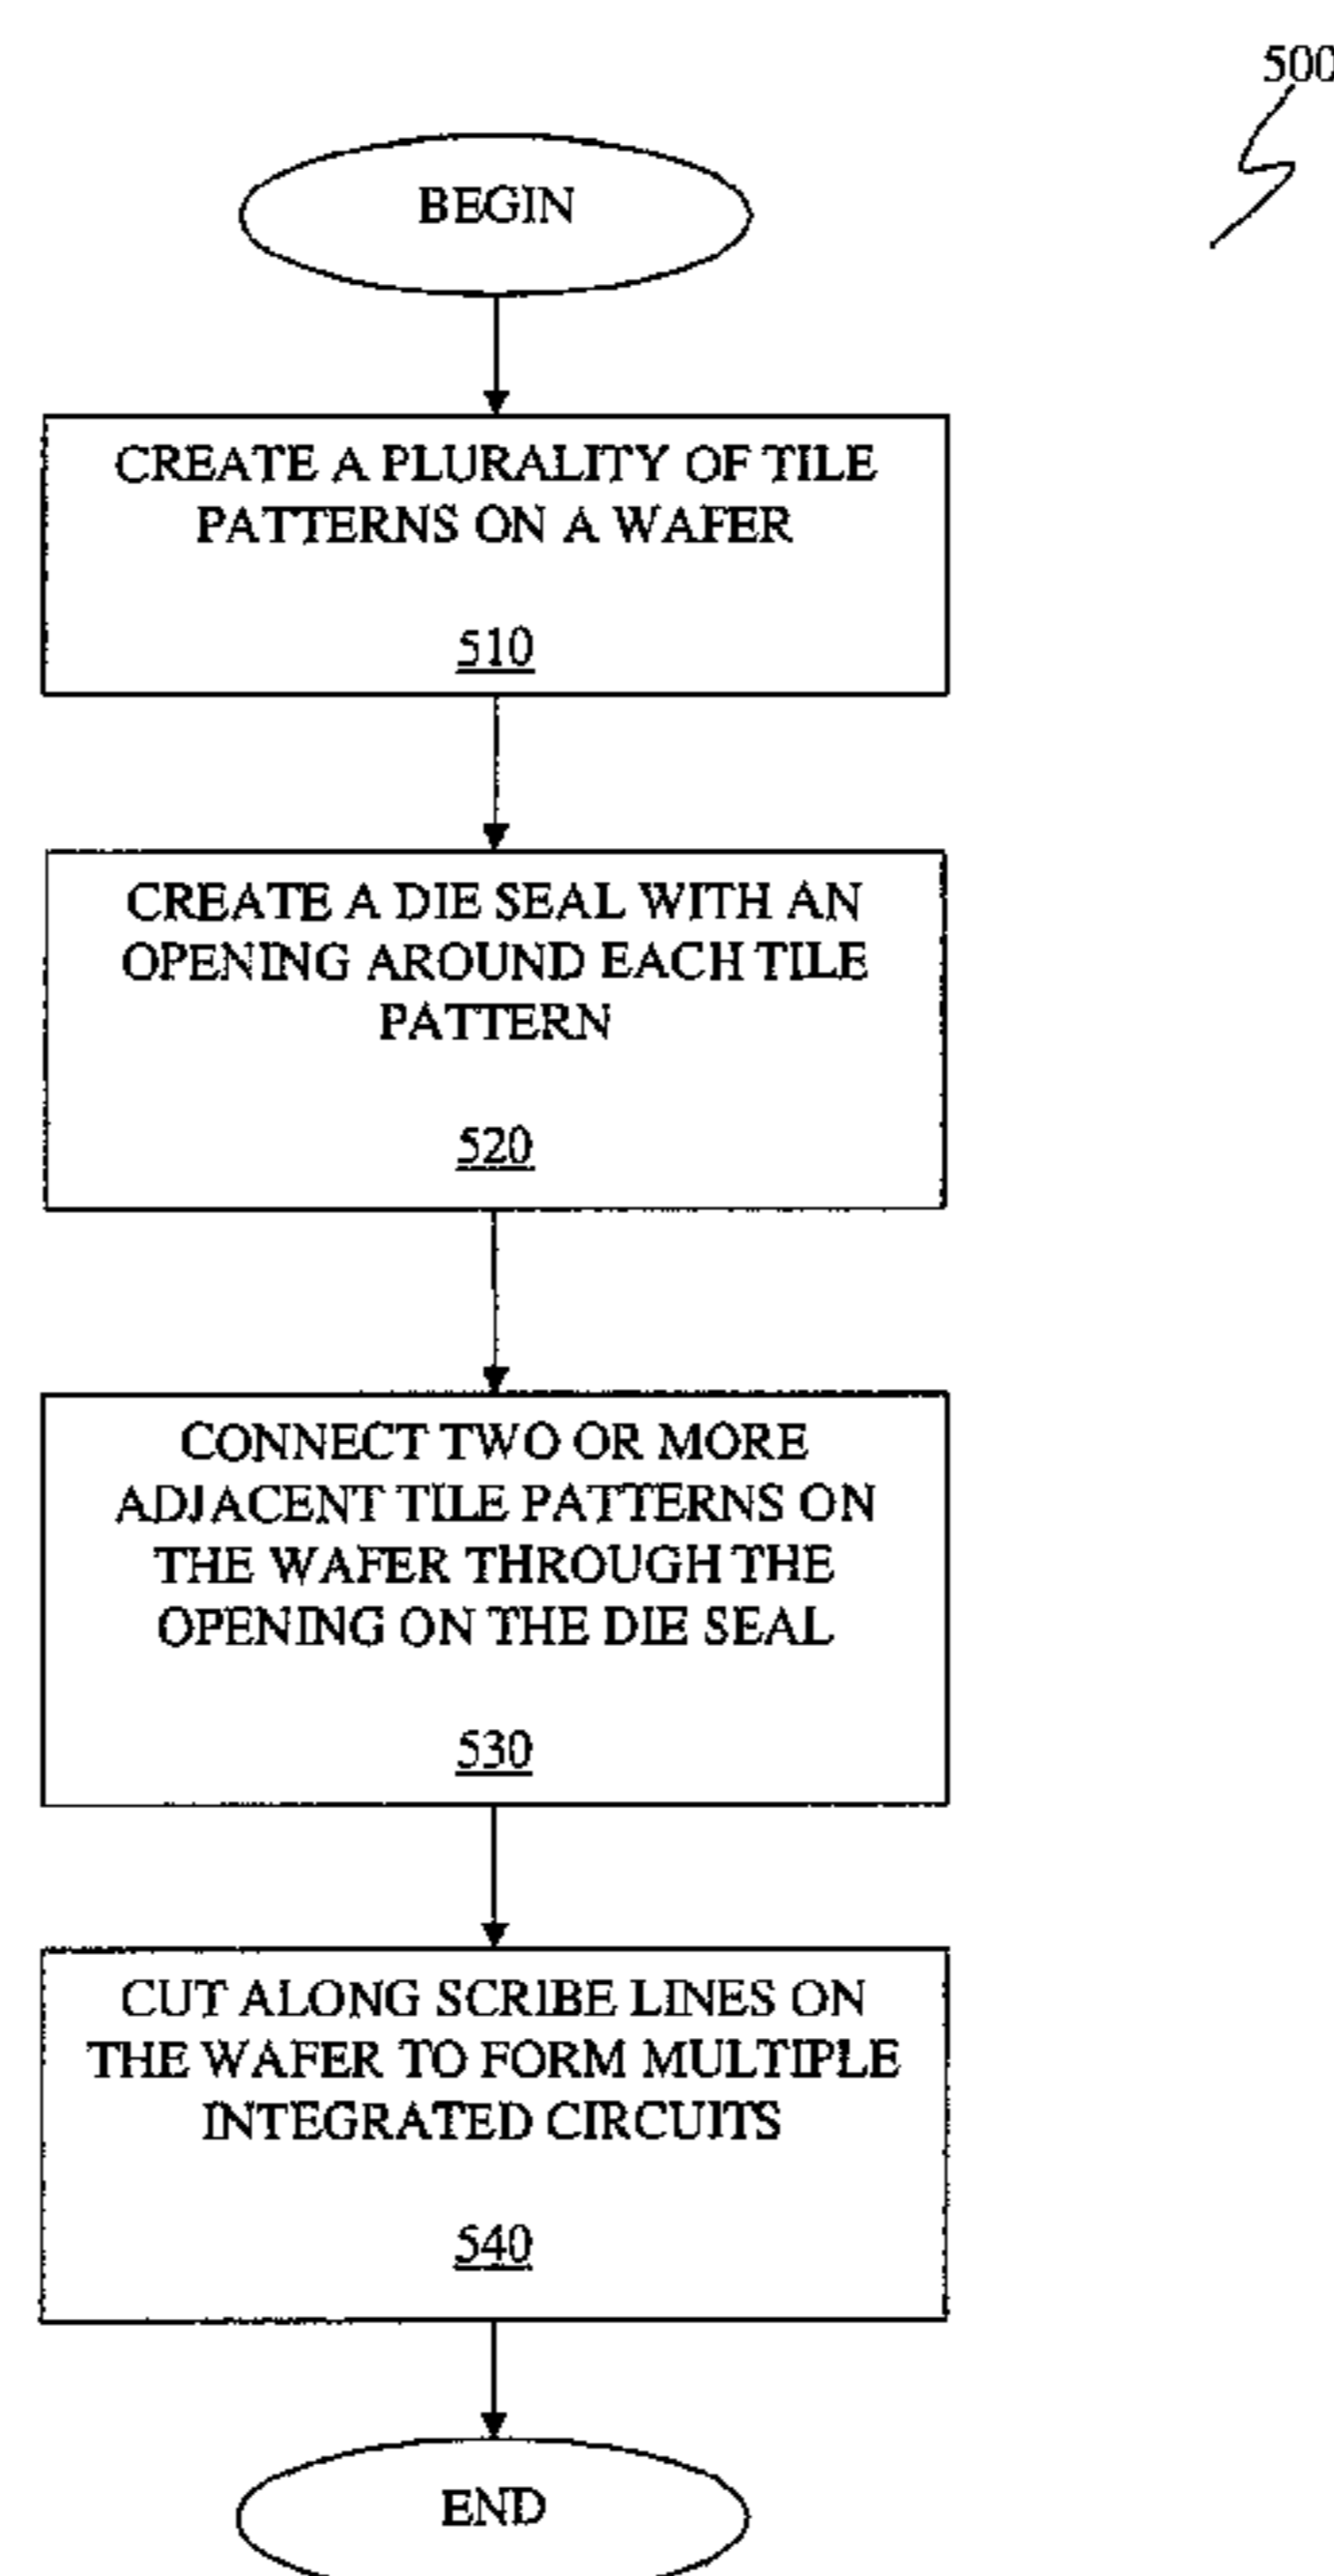 500
BEGIN
CREATE A PLURALITY OF TILE
PATTERNS ON A WAFER
510
CREATE A DIE SEAL WITH AN
OPENING AROUND EACH TILE
PATTERN
520
CONNECT TWO OR MORE
ADJACENT TILE PATTERNS ON
THE WAFER THROUGH THE
OPENING ON THE DIE SEAL
530
CUT ALONG SCRIBE LINES ON
THE WAFER TO FORM MULTIPLE
INTEGRATED CIRCUITS
540
END